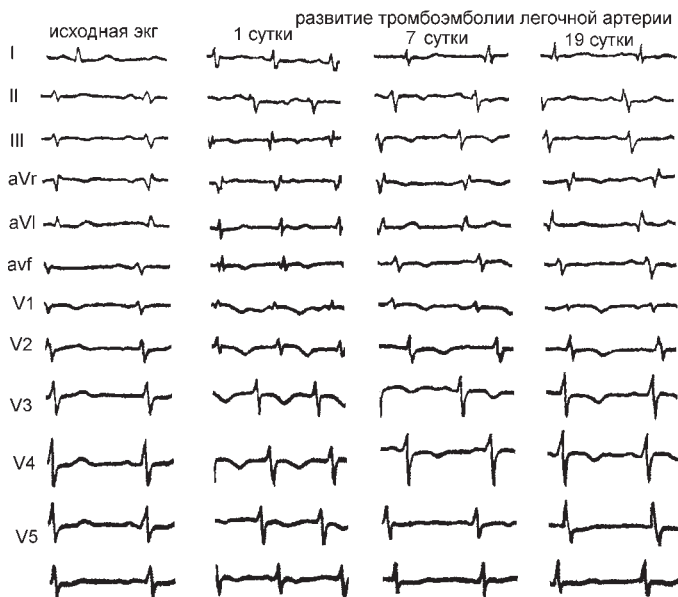 развитие тромбоэмболии легочной артерии
исходная экг 1 сутки 7 сутки 19 сутки
I
II
III
aVr
aVl
avf
V1
V2
V3
V4
V5